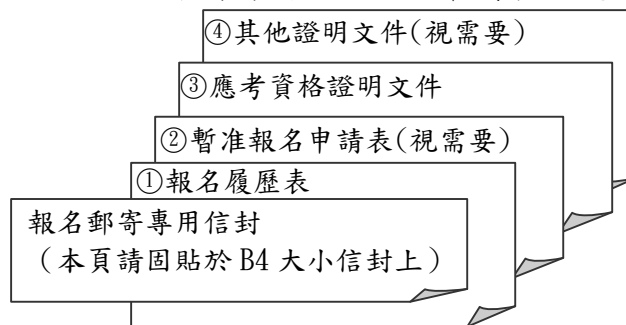 ④其他證明文件(視需要)
③應考資格證明文件
②暫准報名申請表(視需要)
①報名履歷表
報名郵寄專用信封
（本頁請固貼於 B4 大小信封上）